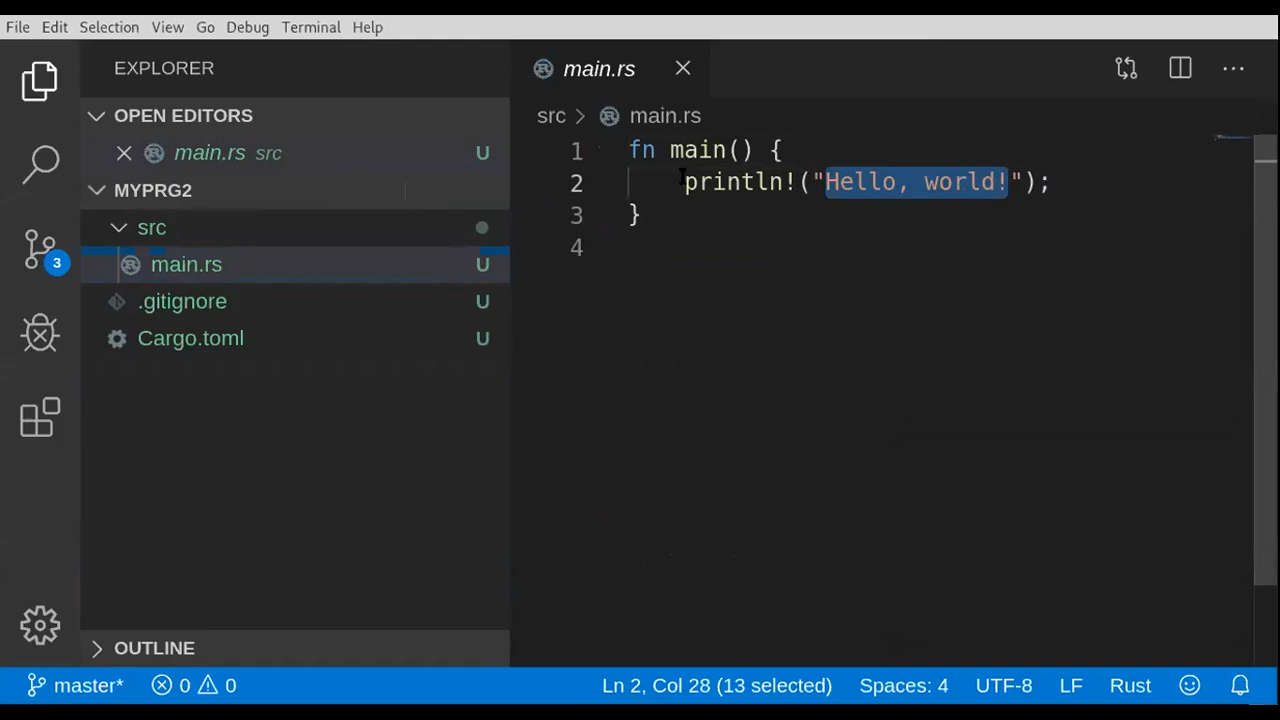 File Edit Selection View Go Debug Terminal Help
EXPLORER
OPEN EDITORS
main.rs src U
MYPRG2
src
main.rs U
.gitignore U
Cargo.toml U
OUTLINE
3
main.rs
src > main.rs
1 fn main() {
2     println!("Hello, world!");
3 }
4
master* 0 0 Ln 2, Col 28 (13 selected) Spaces: 4 UTF-8 LF Rust